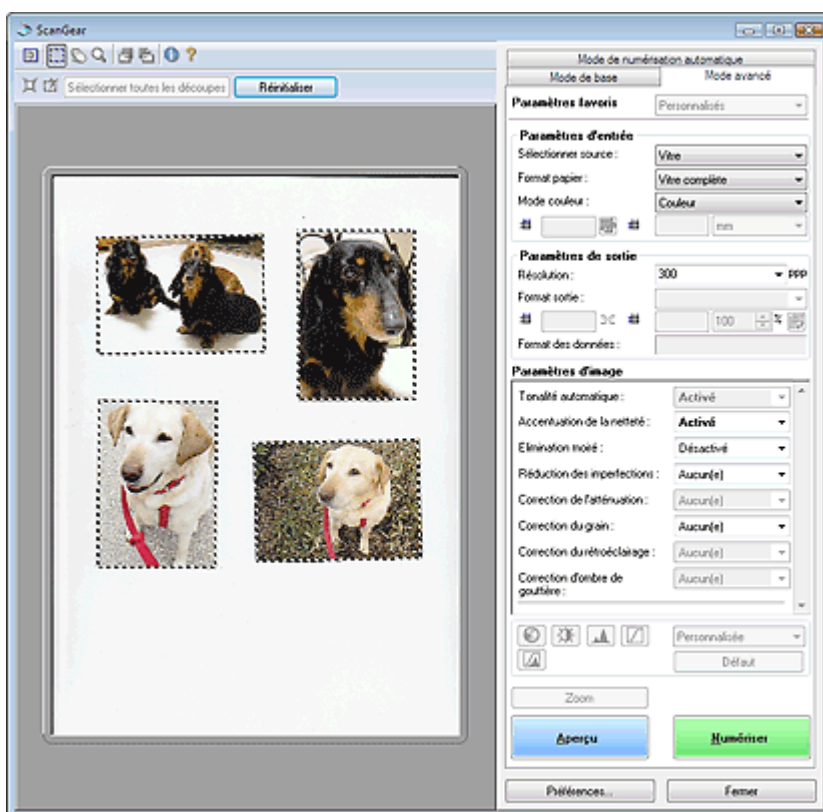 ScanGear
Mode de numérisation automatique
Mode de base
Mode avancé
Sélectionner toutes les découpes
Réinitialiser
Paramètres favoris
Personnalisés
Paramètres d'entrée
Sélectionner source :
Vitre
Format papier :
Vitre complète
Mode couleur :
Couleur
mm
Paramètres de sortie
Résolution :
300
PPP
Format sortie :
100
%
Format des données :
Paramètres d'image
Tonalité automatique :
Activé
Accentuation de la netteté :
Activé
Elimination moiré :
Désactivé
Réduction des imperfections :
Aucun(e)
Correction de l'atténuation :
Aucun(e)
Correction du grain :
Aucun(e)
Correction du rétroéclairage :
Aucun(e)
Correction d'ombre de
gouttière :
Aucun(e)
Personnalisée
Défaut
Zoom
Aperçu
Numériser
Préférences...
Fermer